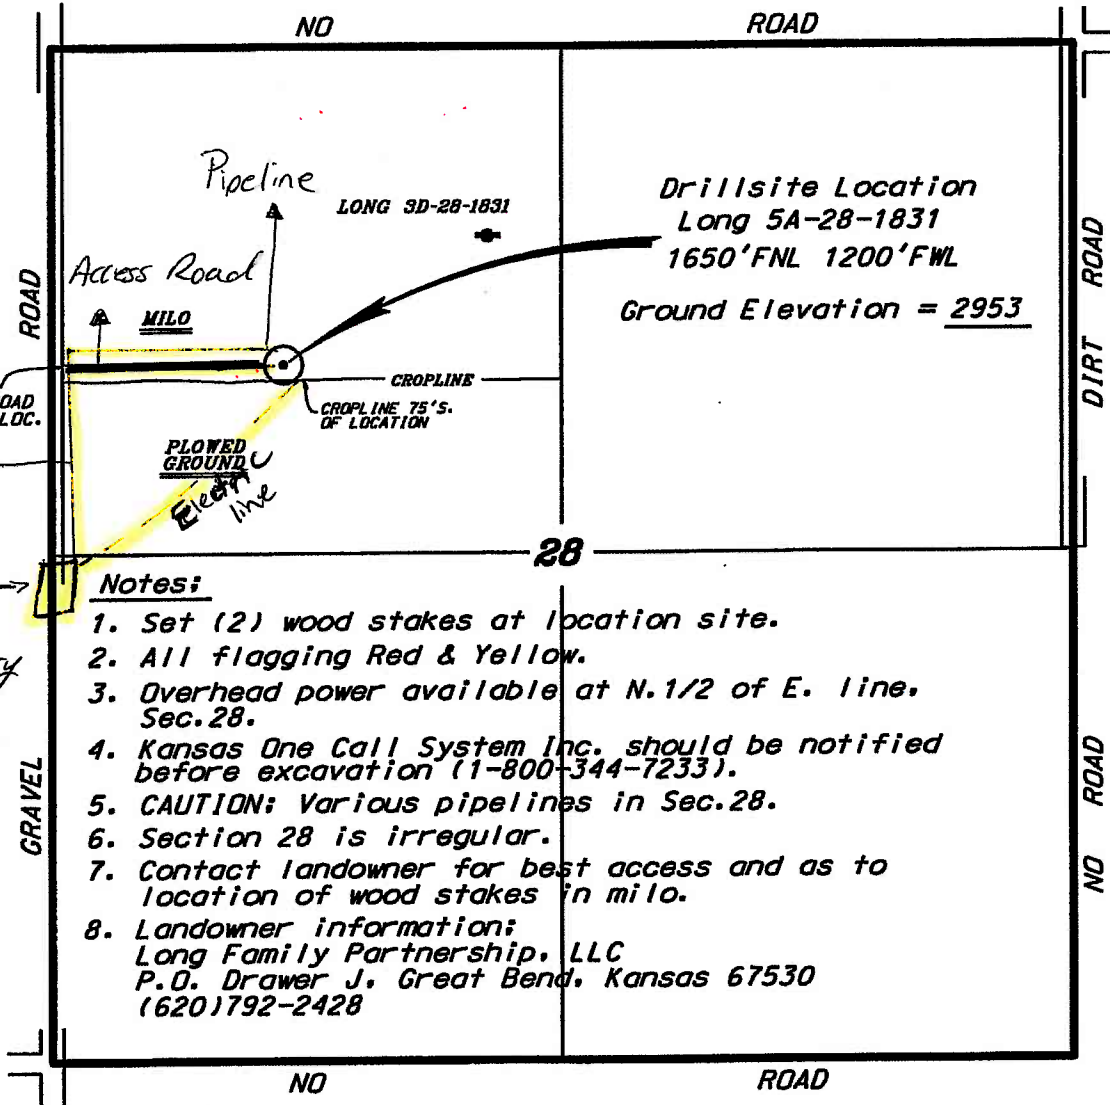 NO ROAD
Pipeline
LONG 3D-28-1831
Drillsite Location
Long 5A-28-1831
1650'FNL 1200'FWL
Ground Elevation = 2953
Access Road
ROAD
DIRT ROAD
MILO
CROPLINE
CROPLINE 75'S.
OF LOCATION
OAD
LOC.
PLOWED
GROUND
Electric
line
28
Notes:
1. Set (2) wood stakes at location site.
2. All flagging Red & Yellow.
3. Overhead power available at N.1/2 of E. line,
Sec.28.
4. Kansas One Call System Inc. should be notified
before excavation (1-800-344-7233).
5. CAUTION: Various pipelines in Sec.28.
6. Section 28 is irregular.
7. Contact landowner for best access and as to
location of wood stakes in milo.
8. Landowner information:
Long Family Partnership, LLC
P.O. Drawer J, Great Bend, Kansas 67530
(620)792-2428
GRAVEL
NO ROAD
NO ROAD